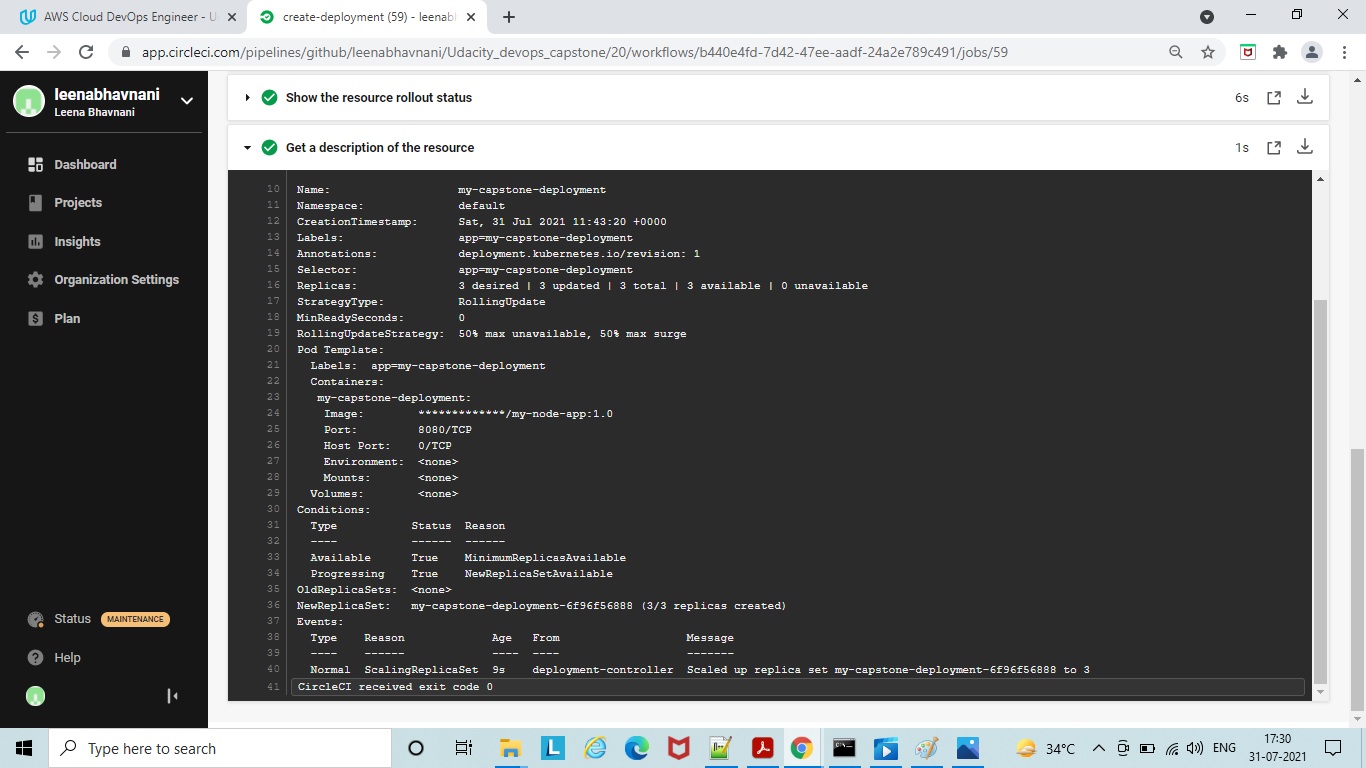 AWS Cloud DevOps Engineer - U
create-deployment (59) - leenabh
app.circleci.com/pipelines/github/leenabhavnani/Udacity_devops_capstone/20/workflows/b440e4fd-7d42-47ee-aadf-24a2e789c491/jobs/59
leenabhavnani
Leena Bhavnani
Dashboard
Projects
Insights
Organization Settings
Plan
Status MAINTENANCE
Help
Show the resource rollout status 6s
Get a description of the resource 1s
10 Name: my-capstone-deployment
11 Namespace: default
12 CreationTimestamp: Sat, 31 Jul 2021 11:43:20 +0000
13 Labels: app=my-capstone-deployment
14 Annotations: deployment.kubernetes.io/revision: 1
15 Selector: app=my-capstone-deployment
16 Replicas: 3 desired | 3 updated | 3 total | 3 available | 0 unavailable
17 StrategyType: RollingUpdate
18 MinReadySeconds: 0
19 RollingUpdateStrategy: 50% max unavailable, 50% max surge
20 Pod Template:
21 Labels: app=my-capstone-deployment
22 Containers:
23 my-capstone-deployment:
24 Image: *************/my-node-app:1.0
25 Port: 8080/TCP
26 Host Port: 0/TCP
27 Environment: <none>
28 Mounts: <none>
29 Volumes: <none>
30 Conditions:
31 Type Status Reason
32 ---- ------ ------
33 Available True MinimumReplicasAvailable
34 Progressing True NewReplicaSetAvailable
35 OldReplicaSets: <none>
36 NewReplicaSet: my-capstone-deployment-6f96f56888 (3/3 replicas created)
37 Events:
38 Type Reason Age From Message
39 ---- ------ ---- ---- -------
40 Normal ScalingReplicaSet 9s deployment-controller Scaled up replica set my-capstone-deployment-6f96f56888 to 3
41 CircleCI received exit code 0
Type here to search
34°C
ENG
17:30
31-07-2021